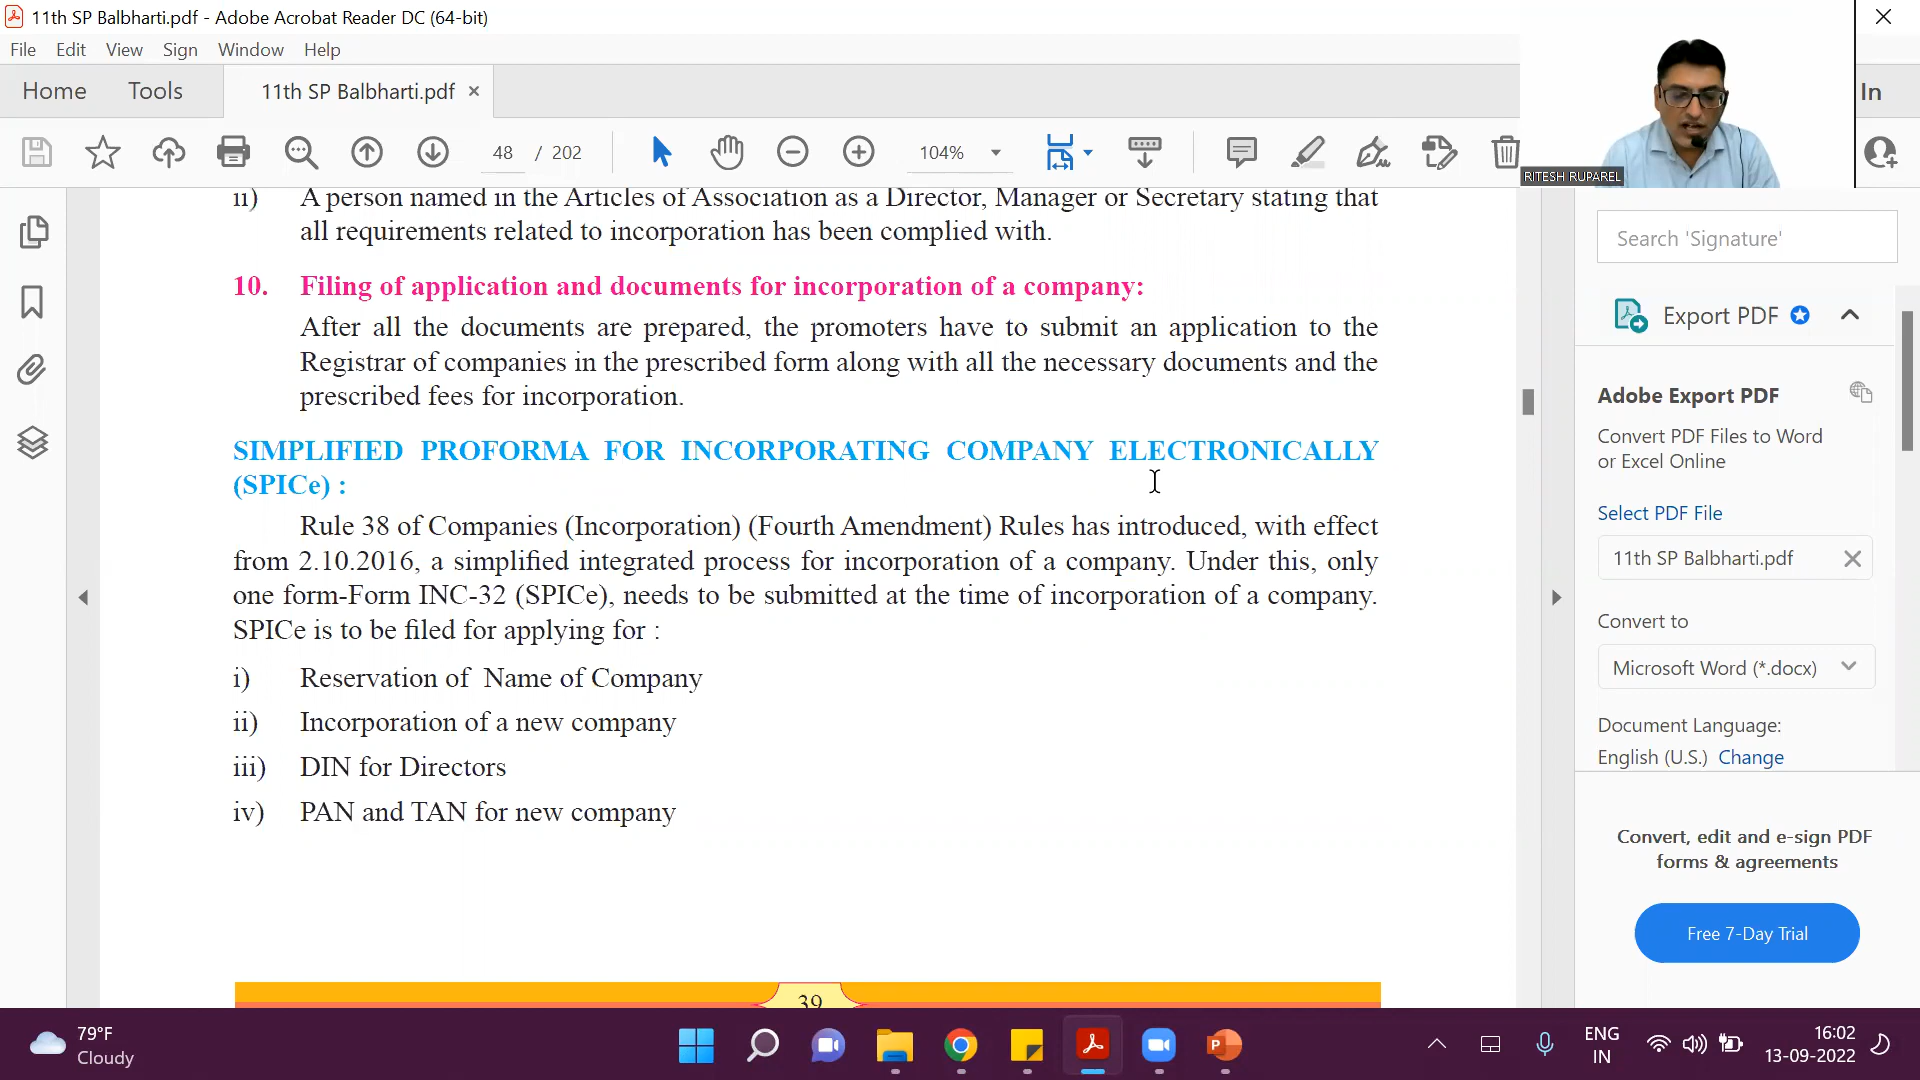 11th SP Balbharti.pdf - Adobe Acrobat Reader DC (64-bit)
File Edit View Sign Window Help
Home Tools 11th SP Balbharti.pdf × In
48 / 202 104%
RITESH RUPAREL
ii) A person named in the Articles of Association as a Director, Manager or Secretary stating that
all requirements related to incorporation has been complied with.
10. Filing of application and documents for incorporation of a company:
After all the documents are prepared, the promoters have to submit an application to the
Registrar of companies in the prescribed form along with all the necessary documents and the
prescribed fees for incorporation.
SIMPLIFIED PROFORMA FOR INCORPORATING COMPANY ELECTRONICALLY
(SPICe) :
Rule 38 of Companies (Incorporation) (Fourth Amendment) Rules has introduced, with effect
from 2.10.2016, a simplified integrated process for incorporation of a company. Under this, only
one form-Form INC-32 (SPICe), needs to be submitted at the time of incorporation of a company.
SPICe is to be filed for applying for :
i) Reservation of Name of Company
ii) Incorporation of a new company
iii) DIN for Directors
iv) PAN and TAN for new company
39
Search 'Signature'
Export PDF
Adobe Export PDF
Convert PDF Files to Word
or Excel Online
Select PDF File
11th SP Balbharti.pdf
Convert to
Microsoft Word (*.docx)
Document Language:
English (U.S.) Change
Convert, edit and e-sign PDF
forms & agreements
Free 7-Day Trial
79°F
Cloudy
ENG
IN
16:02
13-09-2022